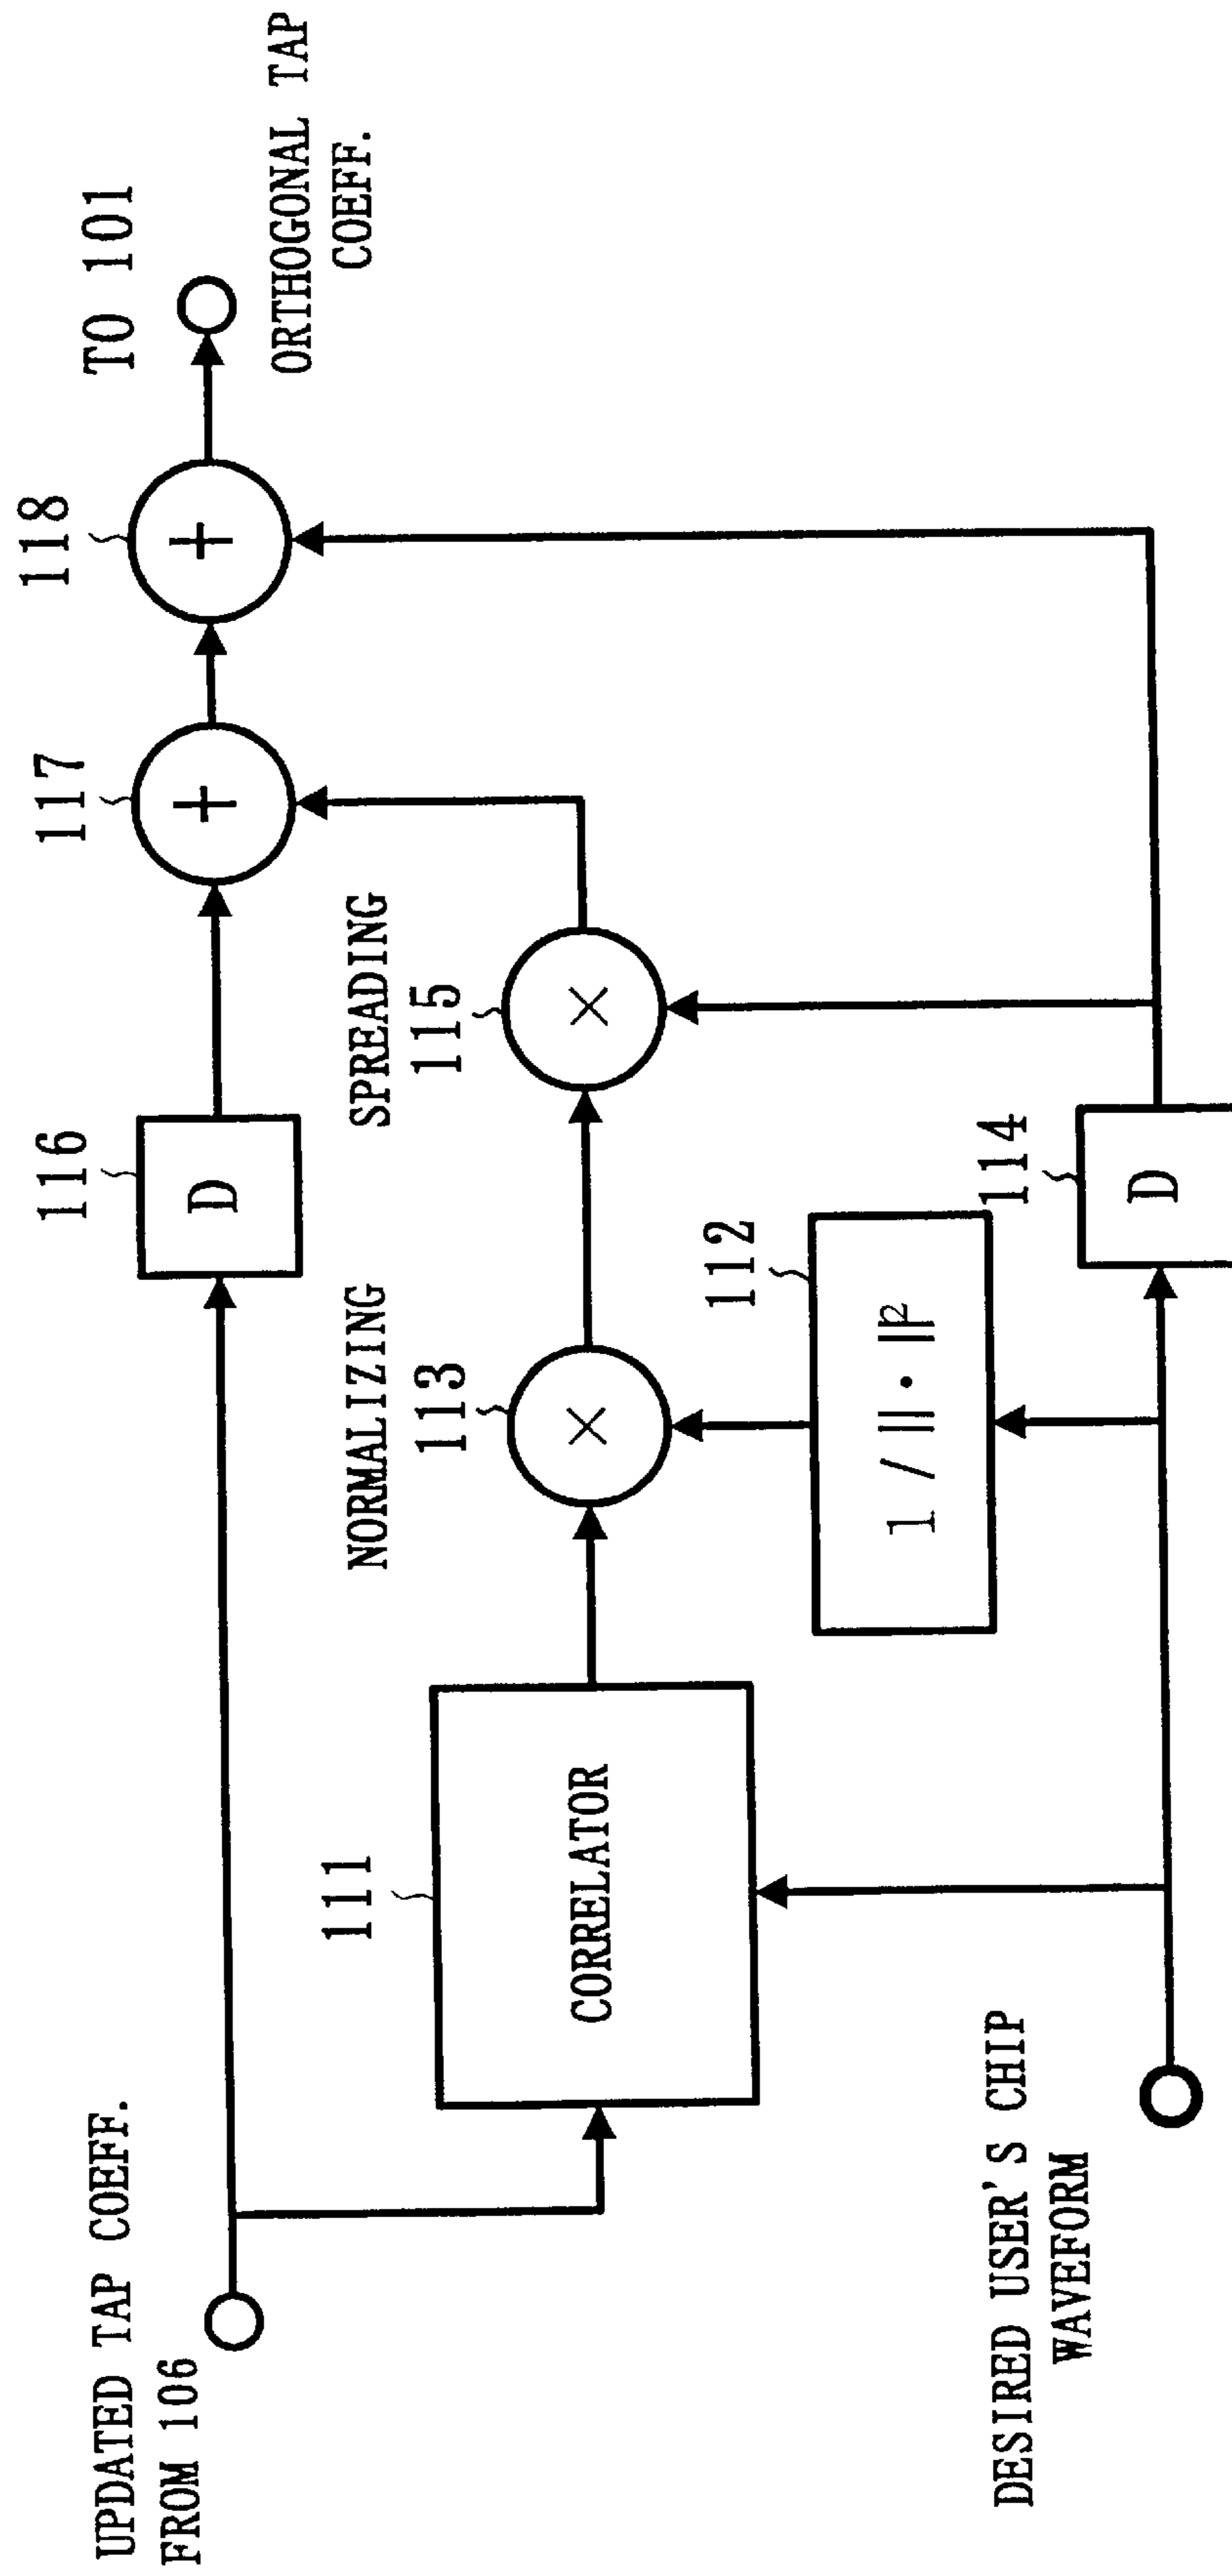 UPDATED TAP COEFF.
FROM 106
116
D
117
+
118
+
TO 101
ORTHOGONAL TAP
COEFF.
111
CORRELATOR
NORMALIZING
113
×
SPREADING
115
×
112
1 / ||·||²
114
D
DESIRED USER'S CHIP
WAVEFORM